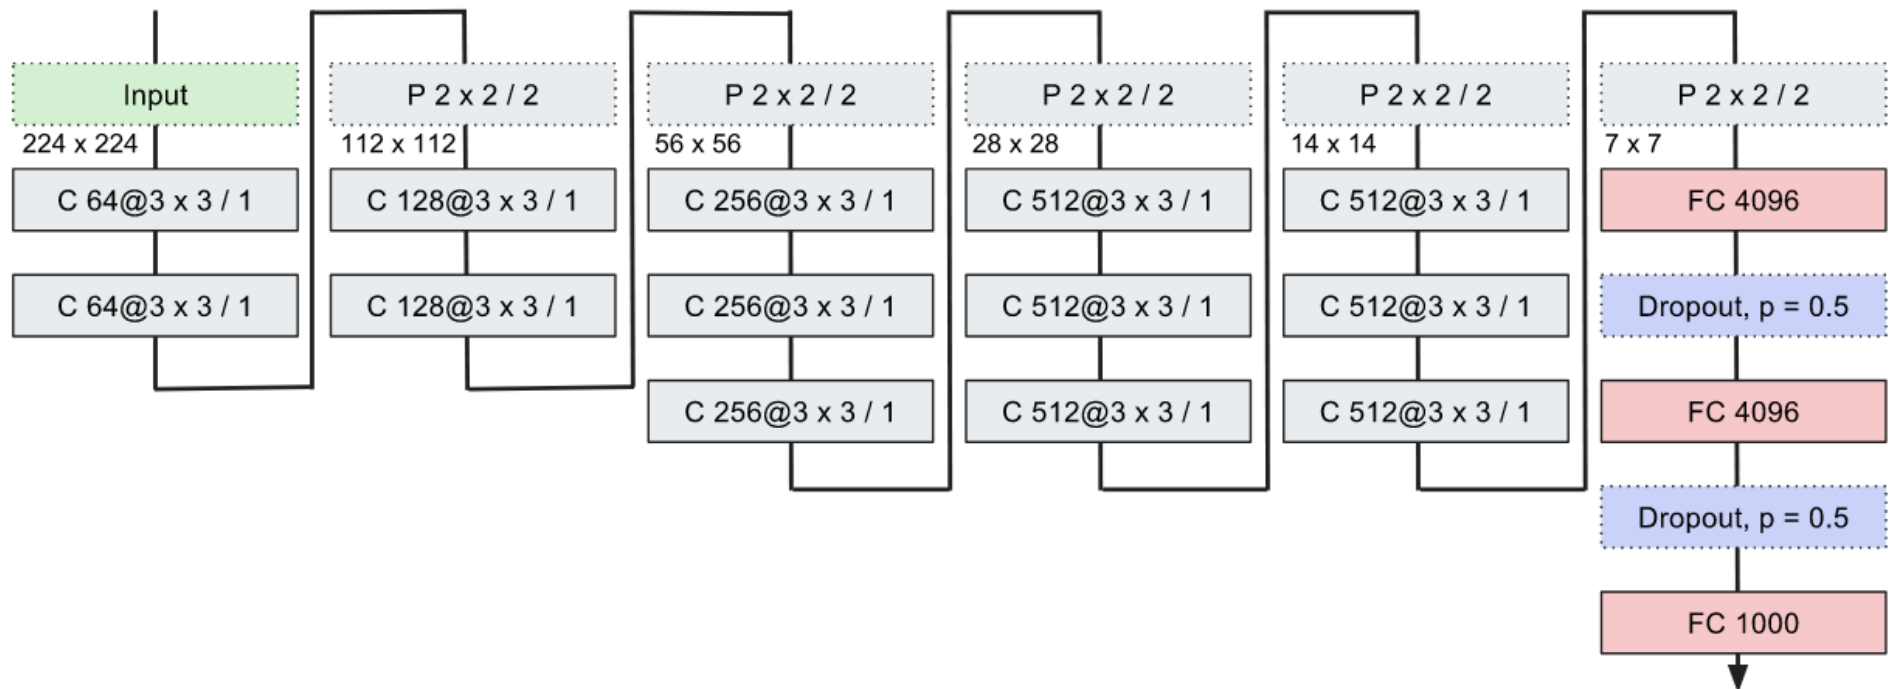 Input
224 x 224
C 64@3 x 3 / 1
C 64@3 x 3 / 1
P 2 x 2 / 2
112 x 112
C 128@3 x 3 / 1
C 128@3 x 3 / 1
P 2 x 2 / 2
56 x 56
C 256@3 x 3 / 1
C 256@3 x 3 / 1
C 256@3 x 3 / 1
P 2 x 2 / 2
28 x 28
C 512@3 x 3 / 1
C 512@3 x 3 / 1
C 512@3 x 3 / 1
P 2 x 2 / 2
14 x 14
C 512@3 x 3 / 1
C 512@3 x 3 / 1
C 512@3 x 3 / 1
P 2 x 2 / 2
7 x 7
FC 4096
Dropout, p = 0.5
FC 4096
Dropout, p = 0.5
FC 1000